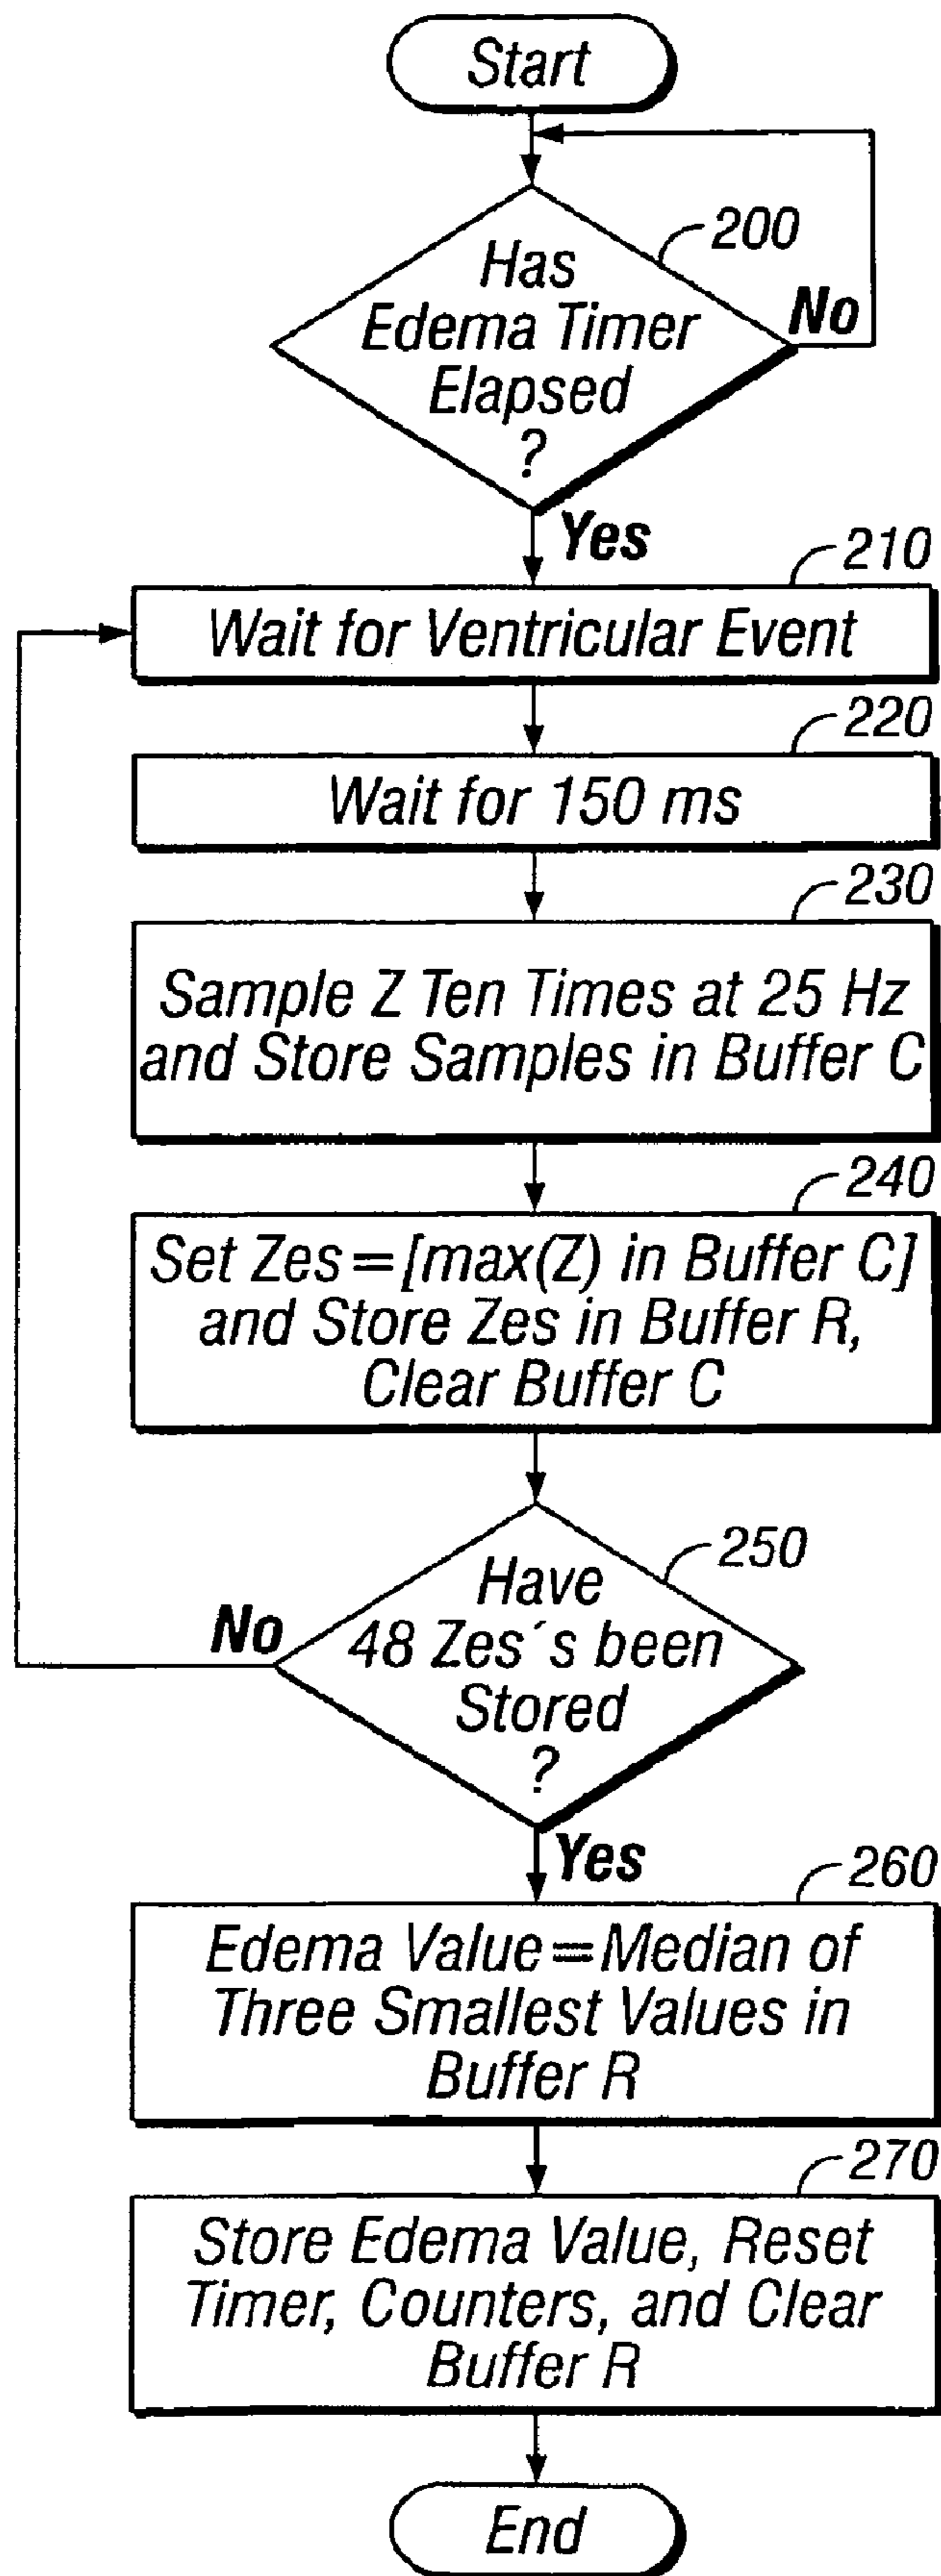 Start
200
Has
Edema Timer
Elapsed
?
No
Yes
210
Wait for Ventricular Event
220
Wait for 150 ms
230
Sample Z Ten Times at 25 Hz
and Store Samples in Buffer C
240
Set Zes=[max(Z) in Buffer C]
and Store Zes in Buffer R,
Clear Buffer C
250
Have
48 Zes´s been
Stored
?
No
Yes
260
Edema Value=Median of
Three Smallest Values in
Buffer R
270
Store Edema Value, Reset
Timer, Counters, and Clear
Buffer R
End